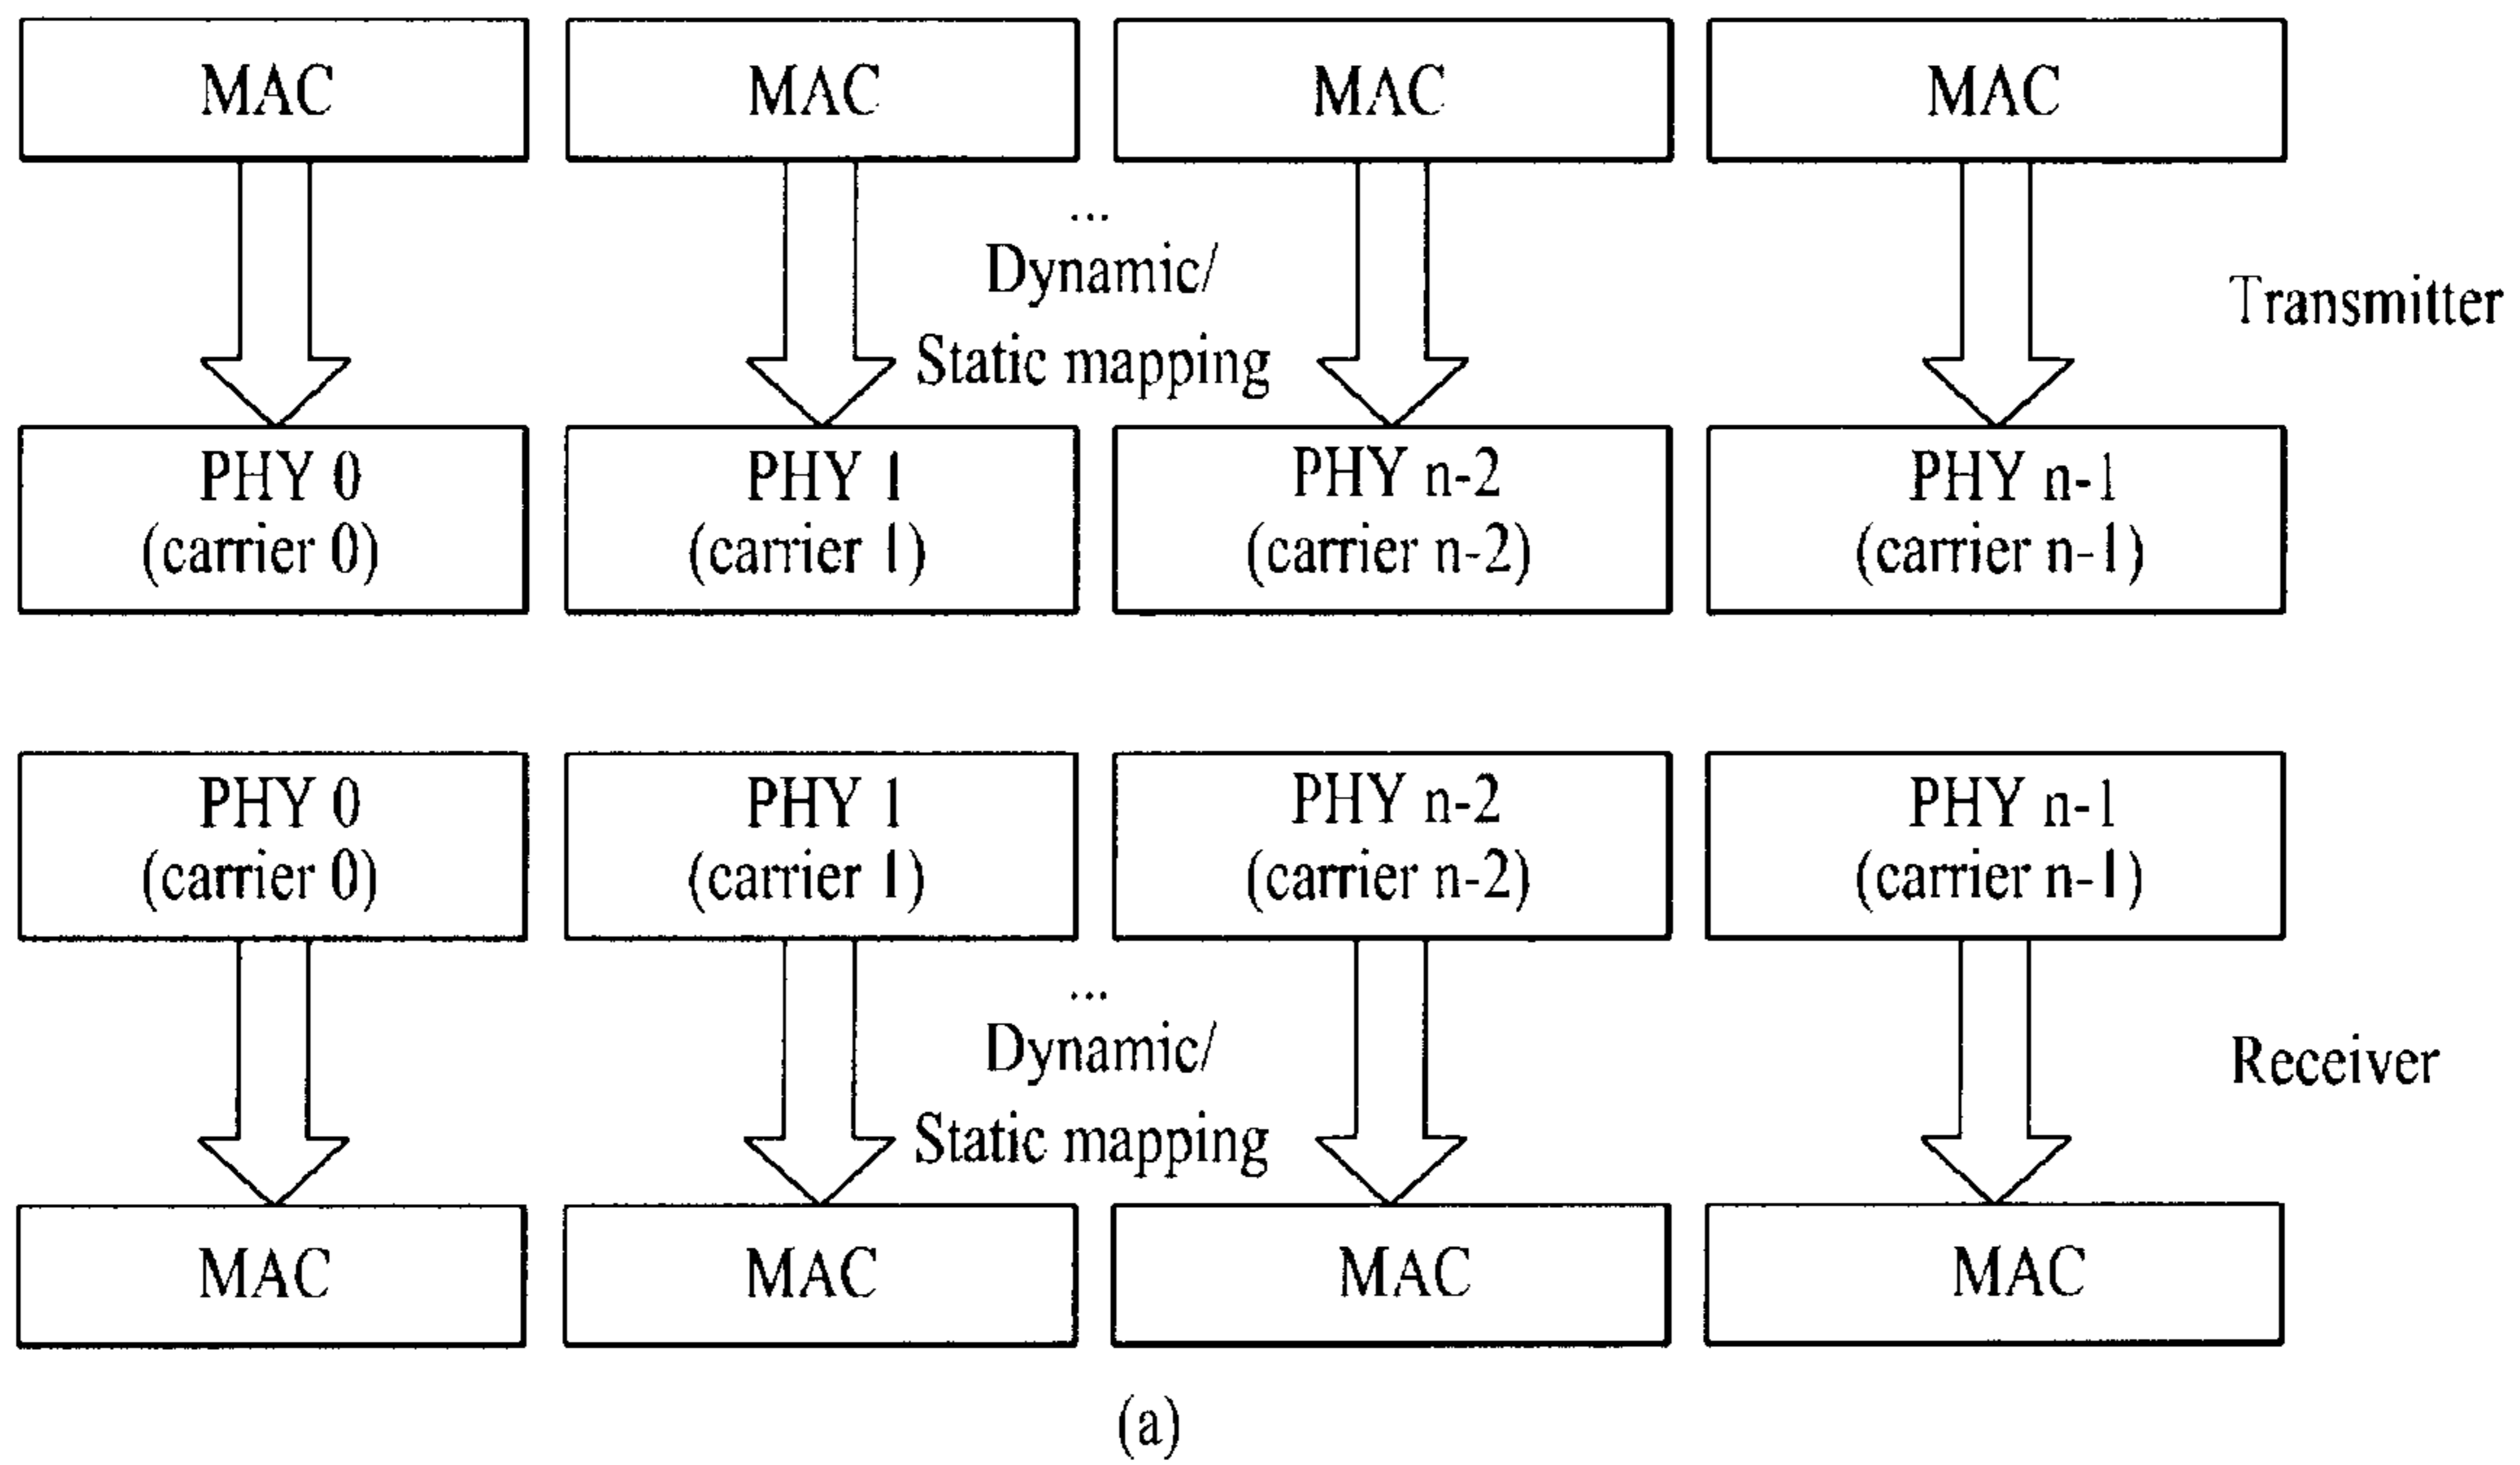 MAC
MAC
MAC
MAC
...
Dynamic/
Static mapping
Transmitter
PHY 0
(carrier 0)
PHY 1
(carrier 1)
PHY n-2
(carrier n-2)
PHY n-1
(carrier n-1)
PHY 0
(carrier 0)
PHY 1
(carrier 1)
PHY n-2
(carrier n-2)
PHY n-1
(carrier n-1)
...
Dynamic/
Static mapping
Receiver
MAC
MAC
MAC
MAC
(a)